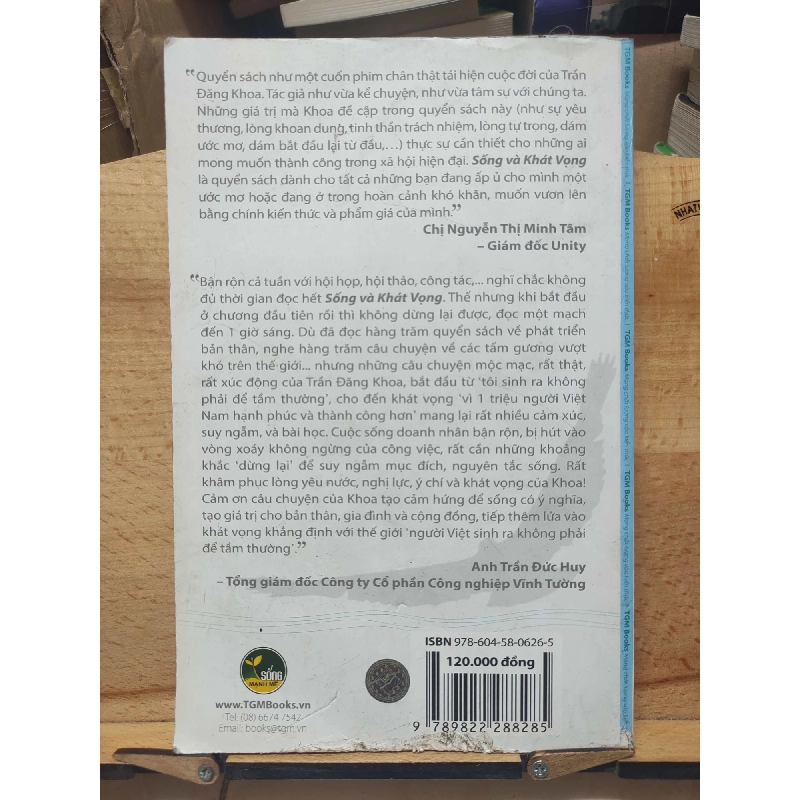 "Quyển sách như một cuốn phim chân thật tái hiện cuộc đời của Trần
Đăng Khoa. Tác giả như vừa kể chuyện, như vừa tâm sự với chúng ta.
Những giá trị mà Khoa đề cập trong quyển sách này (như sự yêu
thương, lòng khoan dung, tinh thần trách nhiệm, lòng tự trọng, dám
ước mơ, dám bắt đầu lại từ đầu,...) thực sự cần thiết cho những ai
mong muốn thành công trong xã hội hiện đại. Sống và Khát Vọng
là quyển sách dành cho tất cả những bạn đang ấp ủ cho mình một
ước mơ hoặc đang ở trong hoàn cảnh khó khăn, muốn vươn lên
bằng chính kiến thức và phẩm giá của mình."
Chị Nguyễn Thị Minh Tâm
– Giám đốc Unity
"Bận rộn cả tuần với hội họp, hội thảo, công tác,... nghĩ chắc không
đủ thời gian đọc hết Sống và Khát Vọng. Thế nhưng khi bắt đầu
ở chương đầu tiên rồi thì không dừng lại được, đọc một mạch
đến 1 giờ sáng. Dù đã đọc hàng trăm quyển sách về phát triển
bản thân, nghe hàng trăm câu chuyện về các tấm gương vượt
khó trên thế giới... nhưng những câu chuyện mộc mạc, rất thật,
rất xúc động của Trần Đăng Khoa, bắt đầu từ 'tôi sinh ra không
phải để tầm thường', cho đến khát vọng 'vì 1 triệu người Việt
Nam hạnh phúc và thành công hơn' mang lại rất nhiều cảm xúc,
suy ngẫm, và bài học. Cuộc sống doanh nhân bận rộn, bị hút vào
vòng xoáy không ngừng của công việc, rất cần những khoảng
khắc 'dừng lại' để suy ngẫm mục đích, nguyên tắc sống. Rất
khâm phục lòng yêu nước, nghị lực, ý chí và khát vọng của Khoa!
Cảm ơn câu chuyện của Khoa tạo cảm hứng để sống có ý nghĩa,
tạo giá trị cho bản thân, gia đình và cộng đồng, tiếp thêm lửa vào
khát vọng khẳng định với thế giới 'người Việt sinh ra không phải
để tầm thường'."
Anh Trần Đức Huy
– Tổng giám đốc Công ty Cổ phần Công nghiệp Vĩnh Tường
SỐNG
MẠNH MẼ
www.TGMBooks.vn
Tel: (08) 6674 7542
Email: books@tgm.vn
ISBN 978-604-58-0626-5
120.000 đồng
9 789822 288285
TGM Books
TGM Books
TGM Books
TGM Books
TGM Books